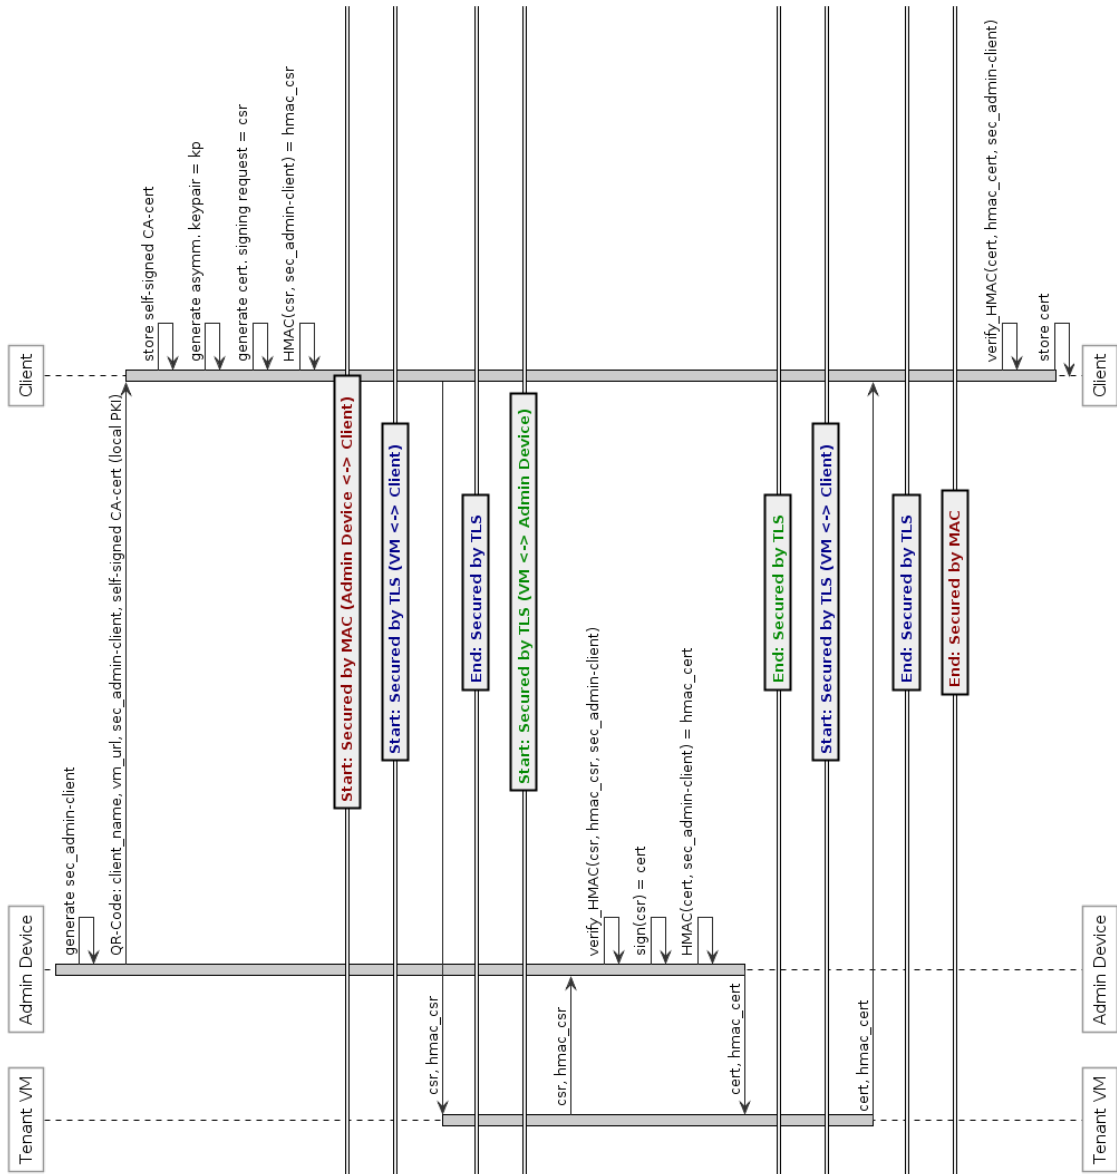 Tenant VM
Admin Device
Client
generate sec_admin-client
QR-Code: client_name, vm_url, sec_admin-client, self-signed CA-cert (local PKI)
store self-signed CA-cert
generate asymm. keypair = kp
generate cert. signing request = csr
HMAC(csr, sec_admin-client) = hmac_csr
Start: Secured by MAC (Admin Device <-> Client)
Start: Secured by TLS (VM <-> Client)
csr, hmac_csr
End: Secured by TLS
Start: Secured by TLS (VM <-> Admin Device)
csr, hmac_csr
verify_HMAC(csr, hmac_csr, sec_admin-client)
sign(csr) = cert
HMAC(cert, sec_admin-client) = hmac_cert
cert, hmac_cert
End: Secured by TLS
Start: Secured by TLS (VM <-> Client)
cert, hmac_cert
End: Secured by TLS
End: Secured by MAC
verify_HMAC(cert, hmac_cert, sec_admin-client)
store cert
Tenant VM
Admin Device
Client